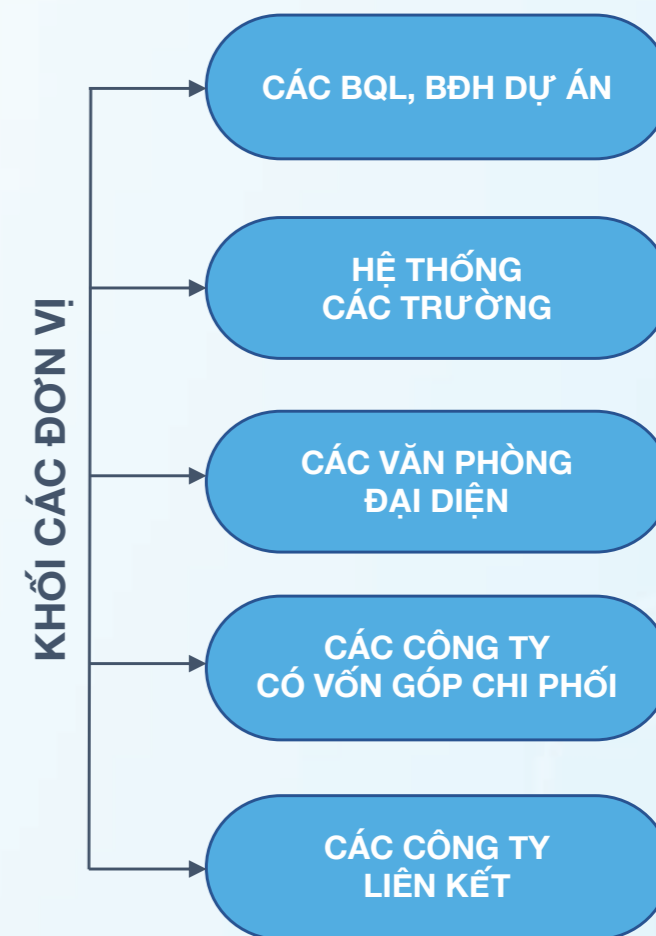 KHỐI CÁC ĐƠN VỊ
CÁC BQL, BĐH DỰ ÁN
HỆ THỐNG
CÁC TRƯỜNG
CÁC VĂN PHÒNG
ĐẠI DIỆN
CÁC CÔNG TY
CÓ VỐN GÓP CHI PHỐI
CÁC CÔNG TY
LIÊN KẾT